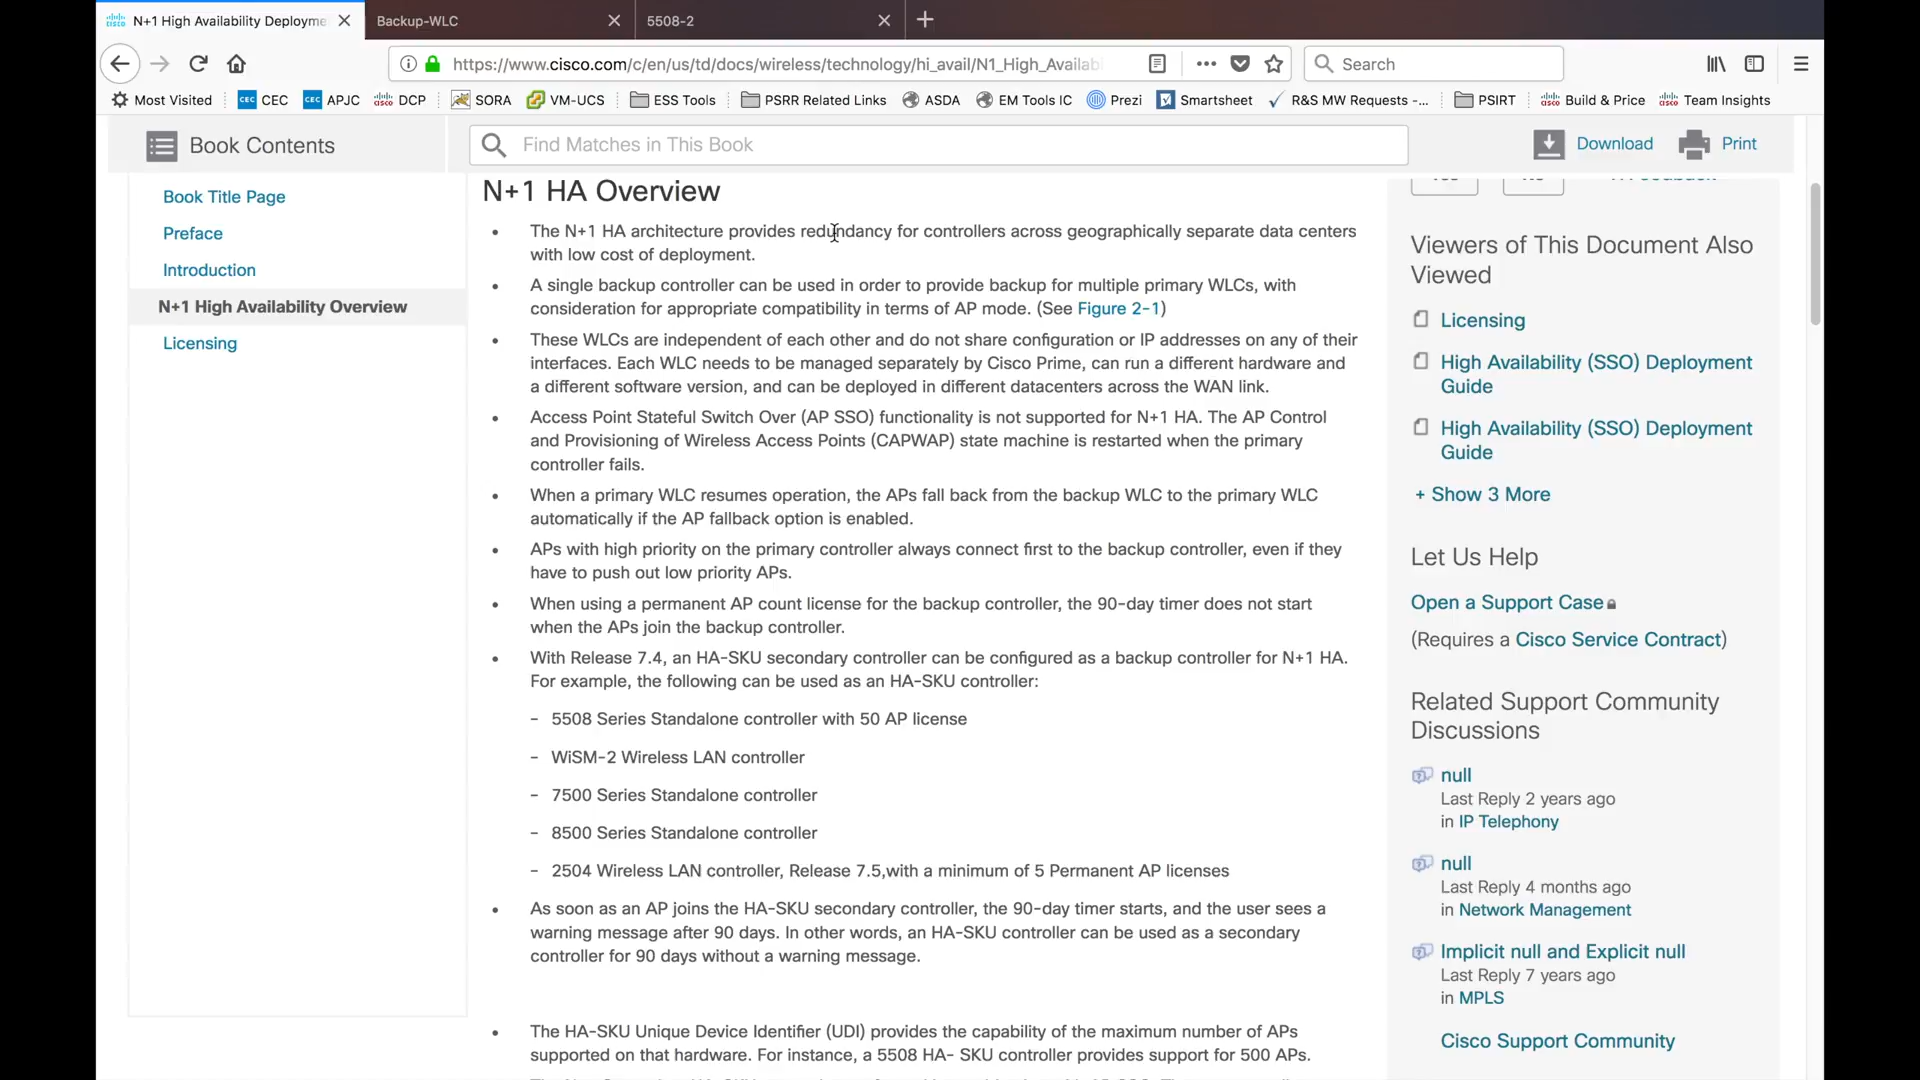 N+1 High Availability Deployme
Backup-WLC
5508-2
https://www.cisco.com/c/en/us/td/docs/wireless/technology/hi_avail/N1_High_Availabi
Search
Most Visited
CEC CEC
CEC APJC
cisco DCP
SORA
VM-UCS
ESS Tools
PSRR Related Links
ASDA
EM Tools IC
Prezi
Smartsheet
R&S MW Requests -...
PSIRT
cisco Build & Price
cisco Team Insights
Book Contents
Find Matches in This Book
Download
Print
Book Title Page
Preface
Introduction
N+1 High Availability Overview
Licensing
N+1 HA Overview
• The N+1 HA architecture provides redundancy for controllers across geographically separate data centers
with low cost of deployment.
• A single backup controller can be used in order to provide backup for multiple primary WLCs, with
consideration for appropriate compatibility in terms of AP mode. (See Figure 2-1)
• These WLCs are independent of each other and do not share configuration or IP addresses on any of their
interfaces. Each WLC needs to be managed separately by Cisco Prime, can run a different hardware and
a different software version, and can be deployed in different datacenters across the WAN link.
• Access Point Stateful Switch Over (AP SSO) functionality is not supported for N+1 HA. The AP Control
and Provisioning of Wireless Access Points (CAPWAP) state machine is restarted when the primary
controller fails.
• When a primary WLC resumes operation, the APs fall back from the backup WLC to the primary WLC
automatically if the AP fallback option is enabled.
• APs with high priority on the primary controller always connect first to the backup controller, even if they
have to push out low priority APs.
• When using a permanent AP count license for the backup controller, the 90-day timer does not start
when the APs join the backup controller.
• With Release 7.4, an HA-SKU secondary controller can be configured as a backup controller for N+1 HA.
For example, the following can be used as an HA-SKU controller:
– 5508 Series Standalone controller with 50 AP license
– WiSM-2 Wireless LAN controller
– 7500 Series Standalone controller
– 8500 Series Standalone controller
– 2504 Wireless LAN controller, Release 7.5,with a minimum of 5 Permanent AP licenses
• As soon as an AP joins the HA-SKU secondary controller, the 90-day timer starts, and the user sees a
warning message after 90 days. In other words, an HA-SKU controller can be used as a secondary
controller for 90 days without a warning message.
• The HA-SKU Unique Device Identifier (UDI) provides the capability of the maximum number of APs
supported on that hardware. For instance, a 5508 HA- SKU controller provides support for 500 APs.
Viewers of This Document Also
Viewed
Licensing
High Availability (SSO) Deployment
Guide
High Availability (SSO) Deployment
Guide
+ Show 3 More
Let Us Help
Open a Support Case
(Requires a Cisco Service Contract)
Related Support Community
Discussions
null
Last Reply 2 years ago
in IP Telephony
null
Last Reply 4 months ago
in Network Management
Implicit null and Explicit null
Last Reply 7 years ago
in MPLS
Cisco Support Community